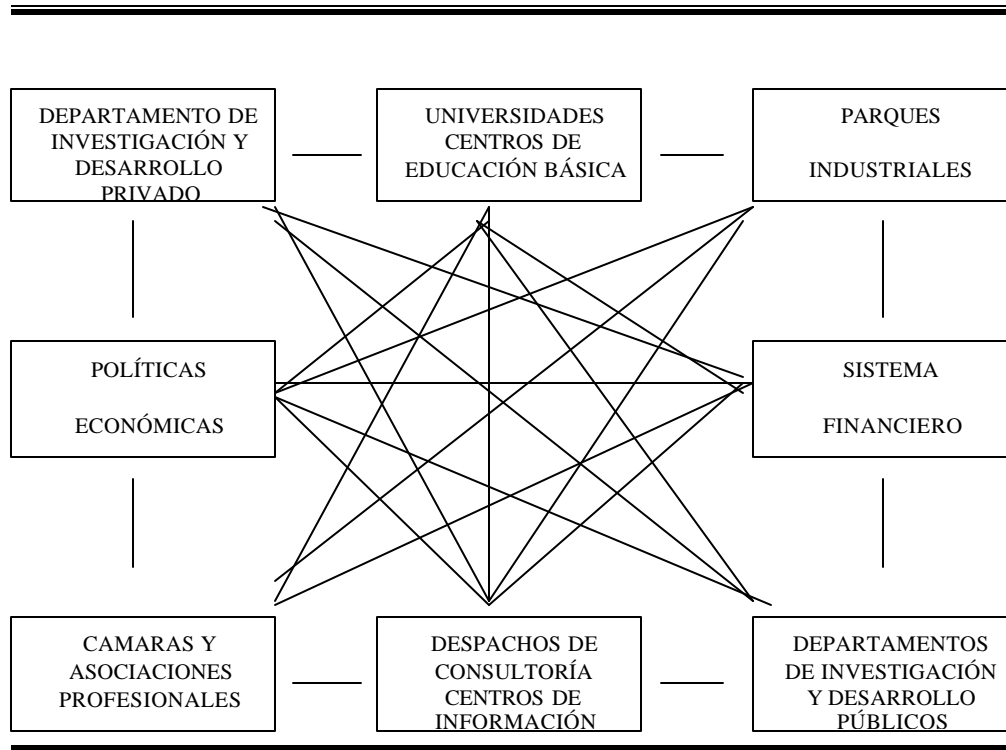 DEPARTAMENTO DE
INVESTIGACIÓN Y
DESARROLLO
PRIVADO
UNIVERSIDADES
CENTROS DE
EDUCACIÓN BÁSICA
PARQUES
INDUSTRIALES
POLÍTICAS
ECONÓMICAS
SISTEMA
FINANCIERO
CAMARAS Y
ASOCIACIONES
PROFESIONALES
DESPACHOS DE
CONSULTORÍA
CENTROS DE
INFORMACIÓN
DEPARTAMENTOS
DE INVESTIGACIÓN
Y DESARROLLO
PÚBLICOS